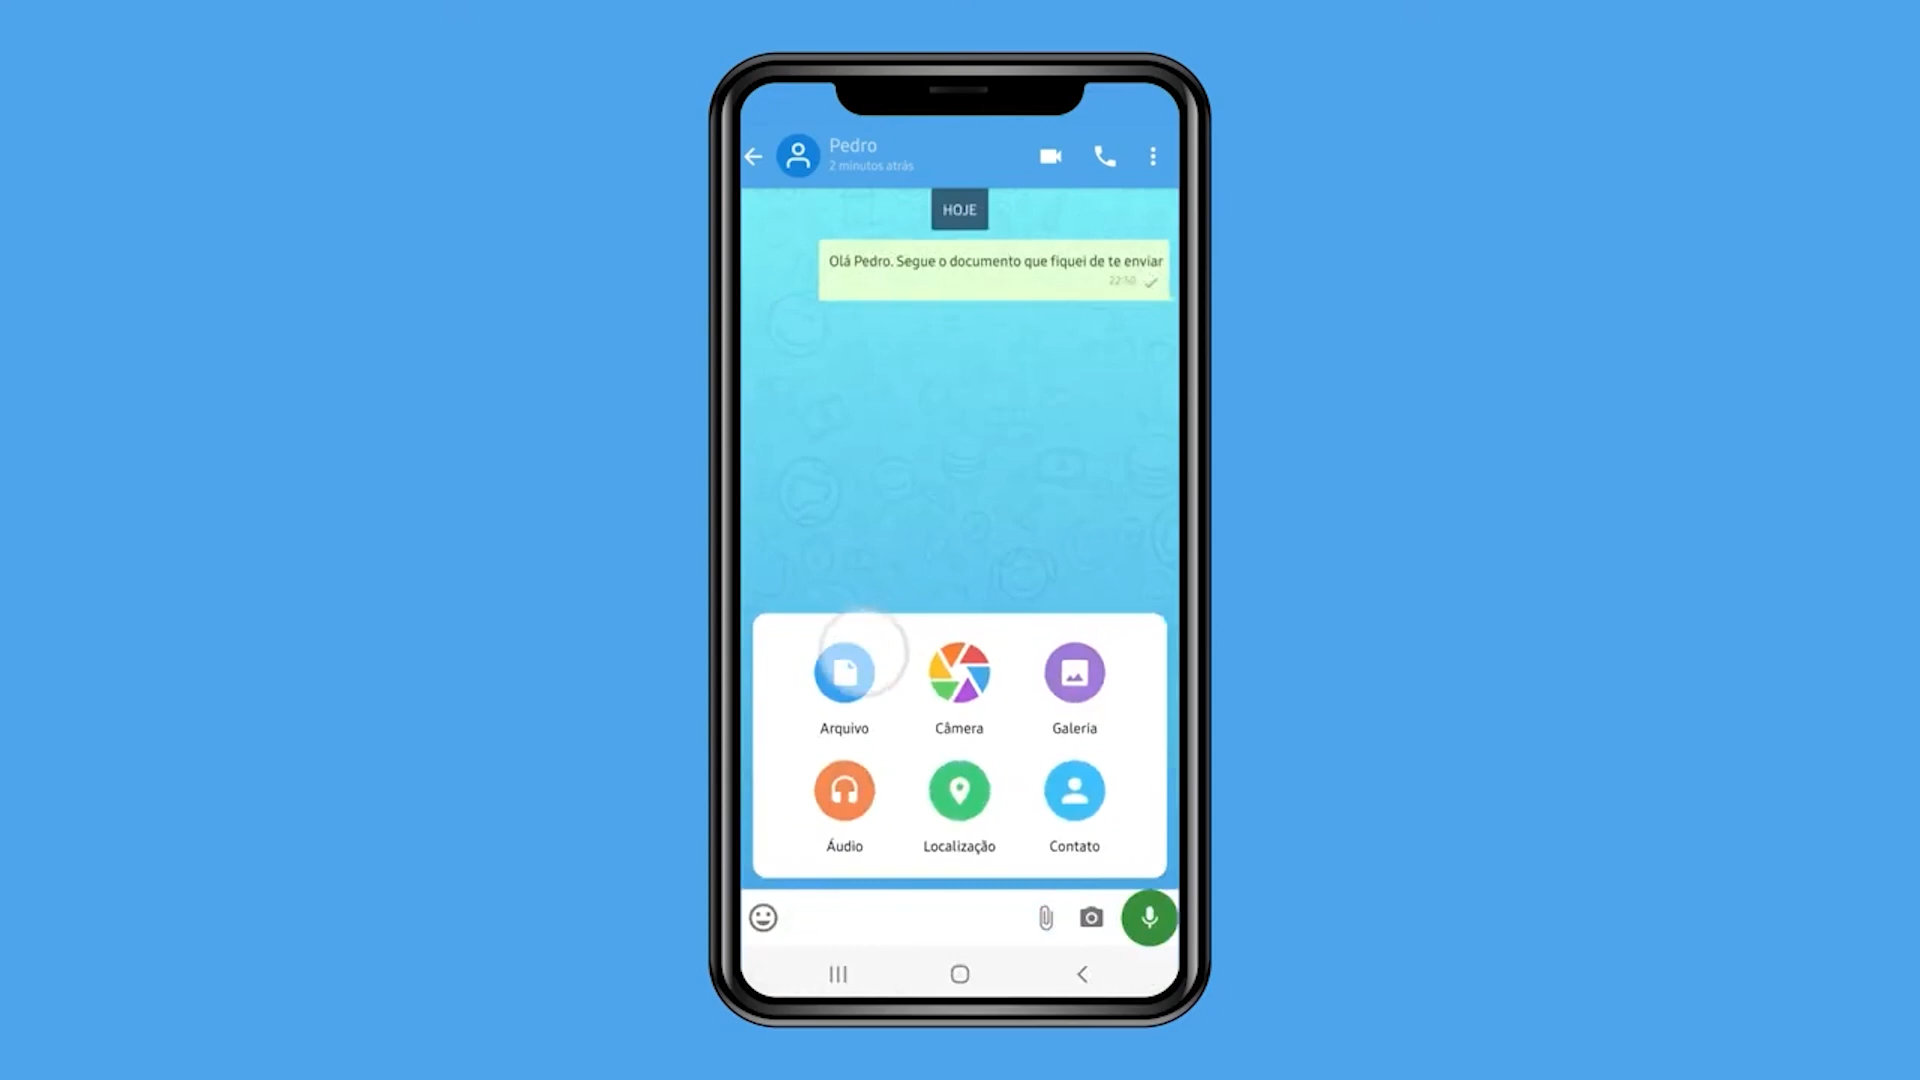 Pedro
2 minutos atrás
HOJE
Olá Pedro. Segue o documento que fiquei de te enviar
22:50
Arquivo
Câmera
Galeria
Áudio
Localização
Contato